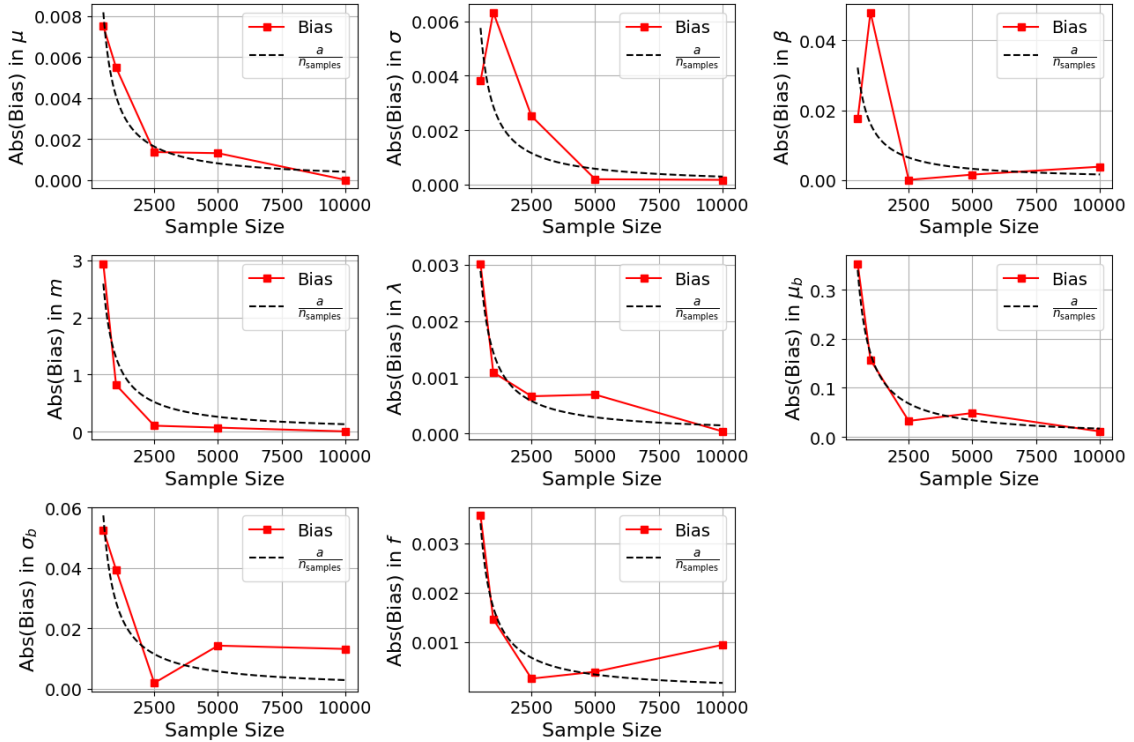 Abs(Bias) in μ
0.008
0.006
0.004
0.002
0.000
Bias
a/n_samples
2500 5000 7500 10000
Sample Size
Abs(Bias) in σ
0.006
0.004
0.002
0.000
Bias
a/n_samples
2500 5000 7500 10000
Sample Size
Abs(Bias) in β
0.04
0.02
0.00
Bias
a/n_samples
2500 5000 7500 10000
Sample Size
Abs(Bias) in m
3
2
1
0
Bias
a/n_samples
2500 5000 7500 10000
Sample Size
Abs(Bias) in λ
0.003
0.002
0.001
0.000
Bias
a/n_samples
2500 5000 7500 10000
Sample Size
Abs(Bias) in μ_b
0.3
0.2
0.1
0.0
Bias
a/n_samples
2500 5000 7500 10000
Sample Size
Abs(Bias) in σ_b
0.06
0.04
0.02
0.00
Bias
a/n_samples
2500 5000 7500 10000
Sample Size
Abs(Bias) in f
0.003
0.002
0.001
Bias
a/n_samples
2500 5000 7500 10000
Sample Size